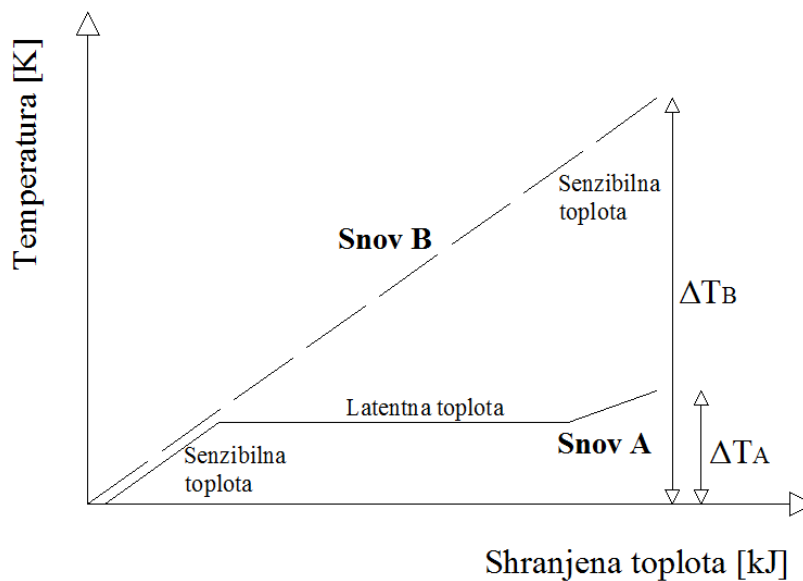 Temperatura [K]
Senzibilna
toplota
Snov B
ΔTB
Latentna toplota
Snov A
Senzibilna
toplota
ΔTA
Shranjena toplota [kJ]